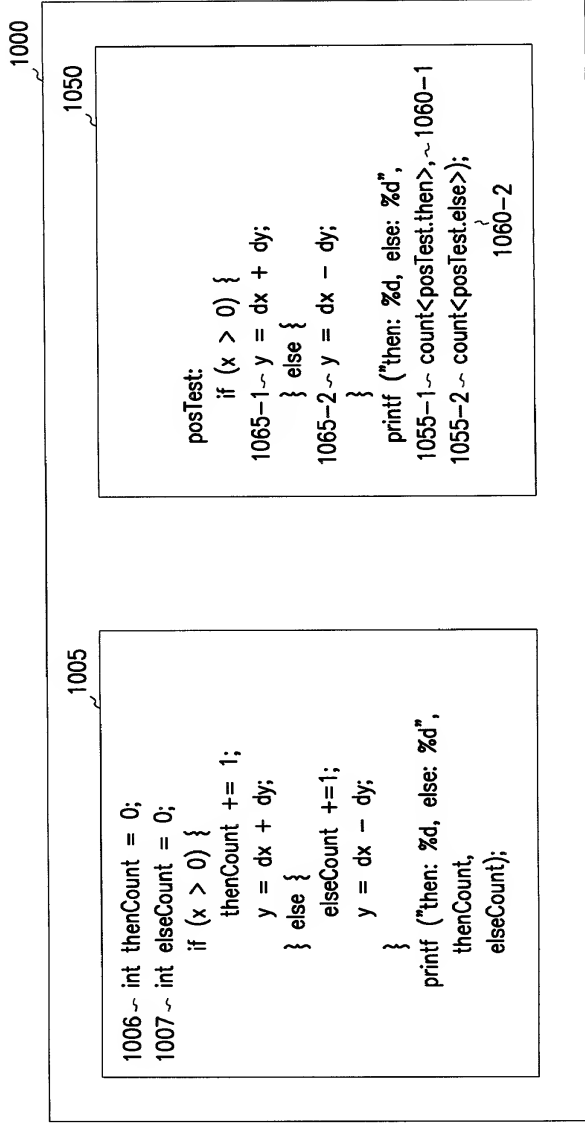 1000
1005
1006~ int thenCount = 0;
1007~ int elseCount = 0;
if (x > 0) {
thenCount += 1;
y = dx + dy;
} else {
elseCount +=1;
y = dx − dy;
}
printf ("then: %d, else: %d",
thenCount,
elseCount);
1050
posTest:
if (x > 0) {
1065−1~ y = dx + dy;
} else {
1065−2~ y = dx − dy;
}
printf ("then: %d, else: %d",
1055−1~ count<posTest.then>,~1060−1
1055−2~ count<posTest.else>);
1060−2